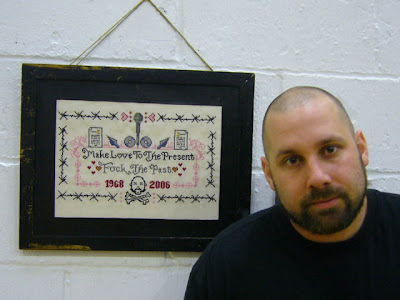 Make Love To The Present
Fuck The Past
1968 2006